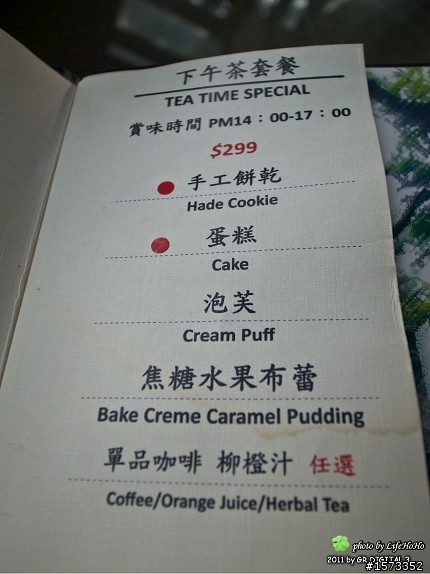 下午茶套餐
TEA TIME SPECIAL
賞味時間 PM14：00-17：00
$299
手工餅乾
Hade Cookie
蛋糕
Cake
泡芙
Cream Puff
焦糖水果布蕾
Bake Creme Caramel Pudding
單品咖啡 柳橙汁 任選
Coffee/Orange Juice/Herbal Tea
photo by LifeHoHo
2011 by GR DIGITAL 3
#1573352